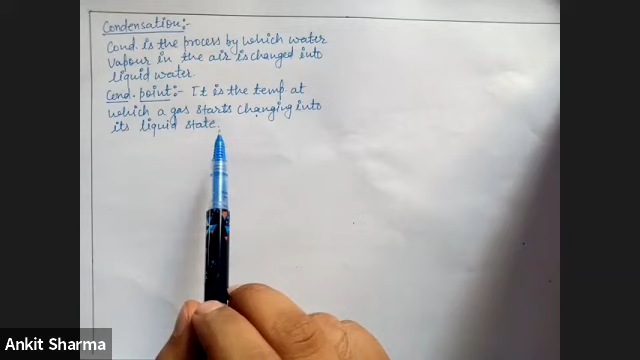 Condensation:-
Cond. is the process by which water
vapour in the air is changed into
liquid water.
Cond. point:- It is the temp at
which a gas starts changing into
its liquid state.
Ankit Sharma